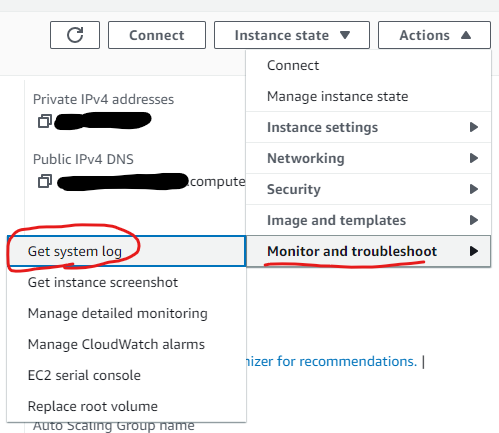 Connect
Instance state
Actions
Private IPv4 addresses
Public IPv4 DNS
.compute
Connect
Manage instance state
Instance settings
Networking
Security
Image and templates
Monitor and troubleshoot
Get system log
Get instance screenshot
Manage detailed monitoring
Manage CloudWatch alarms
EC2 serial console
Replace root volume
nizer for recommendations. |
Auto Scaling Group name